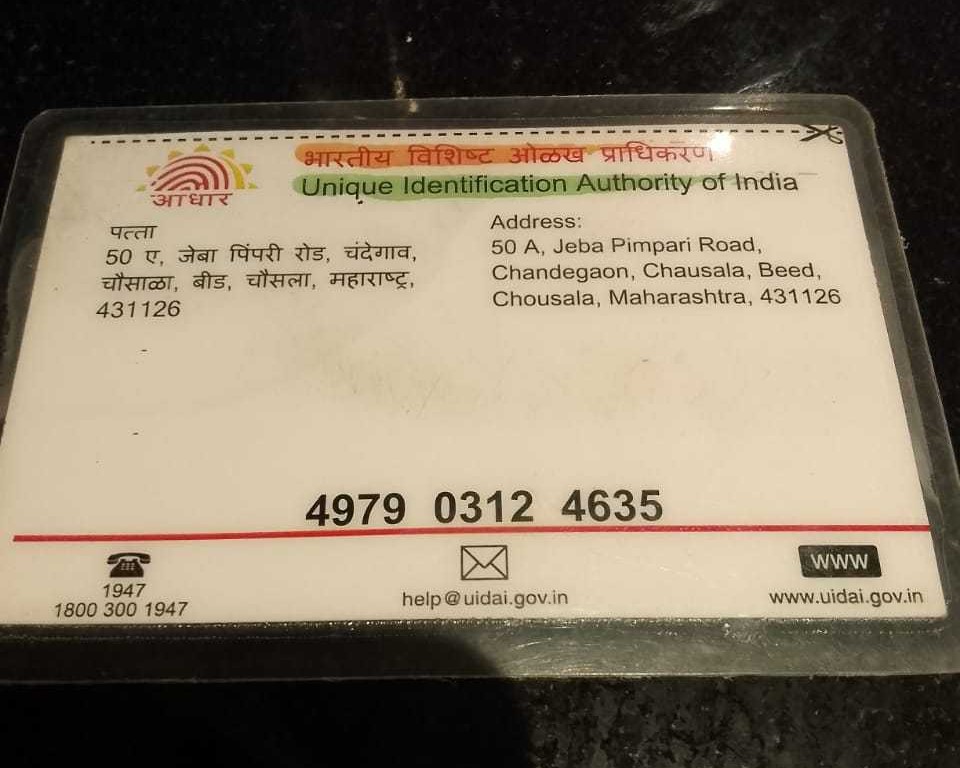 भारतीय विशिष्ट ओळख प्राधिकरण
Unique Identification Authority of India
आधार
पत्ता
50 ए, जेबा पिंपरी रोड, चंदेगाव,
चौसाळा, बीड, चौसला, महाराष्ट्र,
431126
Address:
50 A, Jeba Pimpari Road,
Chandegaon, Chausala, Beed,
Chousala, Maharashtra, 431126
4979 0312 4635
1947
1800 300 1947
help@uidai.gov.in
WWW
www.uidai.gov.in